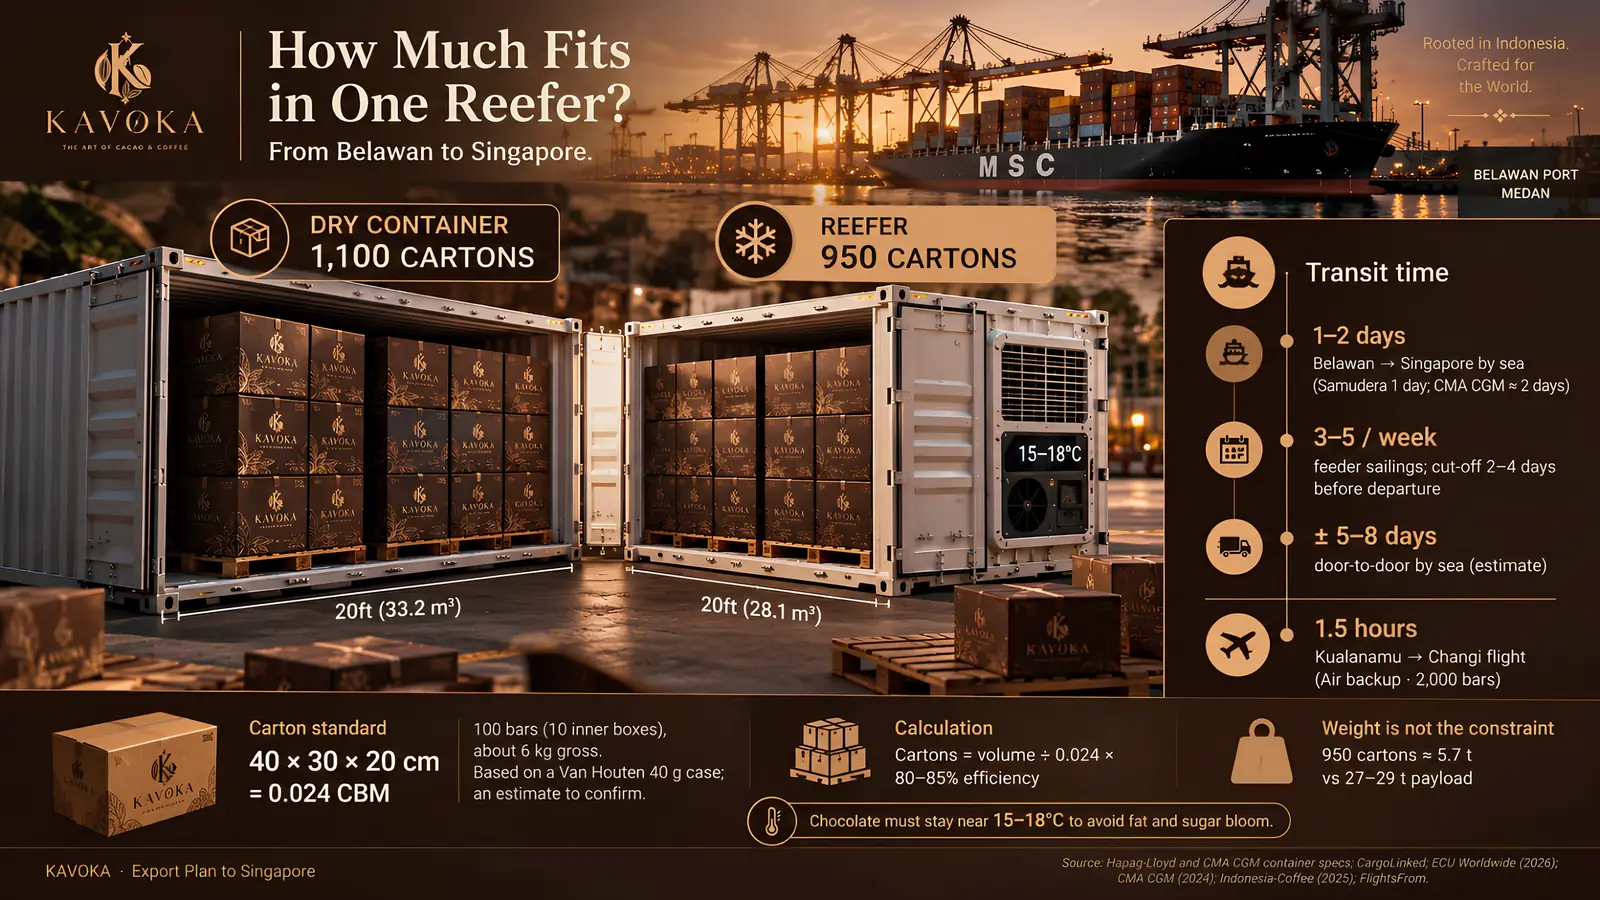 KAVOKA
THE ART OF CACAO & COFFEE
How Much Fits
in One Reefer?
From Belawan to Singapore.
MSC
Rooted in Indonesia.
Crafted for
the World.
BELAWAN PORT
MEDAN
DRY CONTAINER
1,100 CARTONS
REEFER
950 CARTONS
KAVOKA
15–18°C
20ft (33.2 m³)
20ft (28.1 m³)
KAVOKA
Transit time
1–2 days
Belawan → Singapore by sea
(Samudera 1 day; CMA CGM ≈ 2 days)
3–5 / week
feeder sailings; cut-off 2–4 days
before departure
± 5–8 days
door-to-door by sea (estimate)
1.5 hours
Kualanamu → Changi flight
(Air backup · 2,000 bars)
KAVOKA
Carton standard
40 × 30 × 20 cm
= 0.024 CBM
100 bars (10 inner boxes),
about 6 kg gross.
Based on a Van Houten 40 g case;
an estimate to confirm.
Calculation
Cartons = volume ÷ 0.024 ×
80–85% efficiency
Weight is not the constraint
950 cartons ≈ 5.7 t
vs 27–29 t payload
Chocolate must stay near 15–18°C to avoid fat and sugar bloom.
KAVOKA · Export Plan to Singapore
Source: Hapag-Lloyd and CMA CGM container specs; CargoLinked; ECU Worldwide (2026);
CMA CGM (2024); Indonesia-Coffee (2025); FlightsFrom.